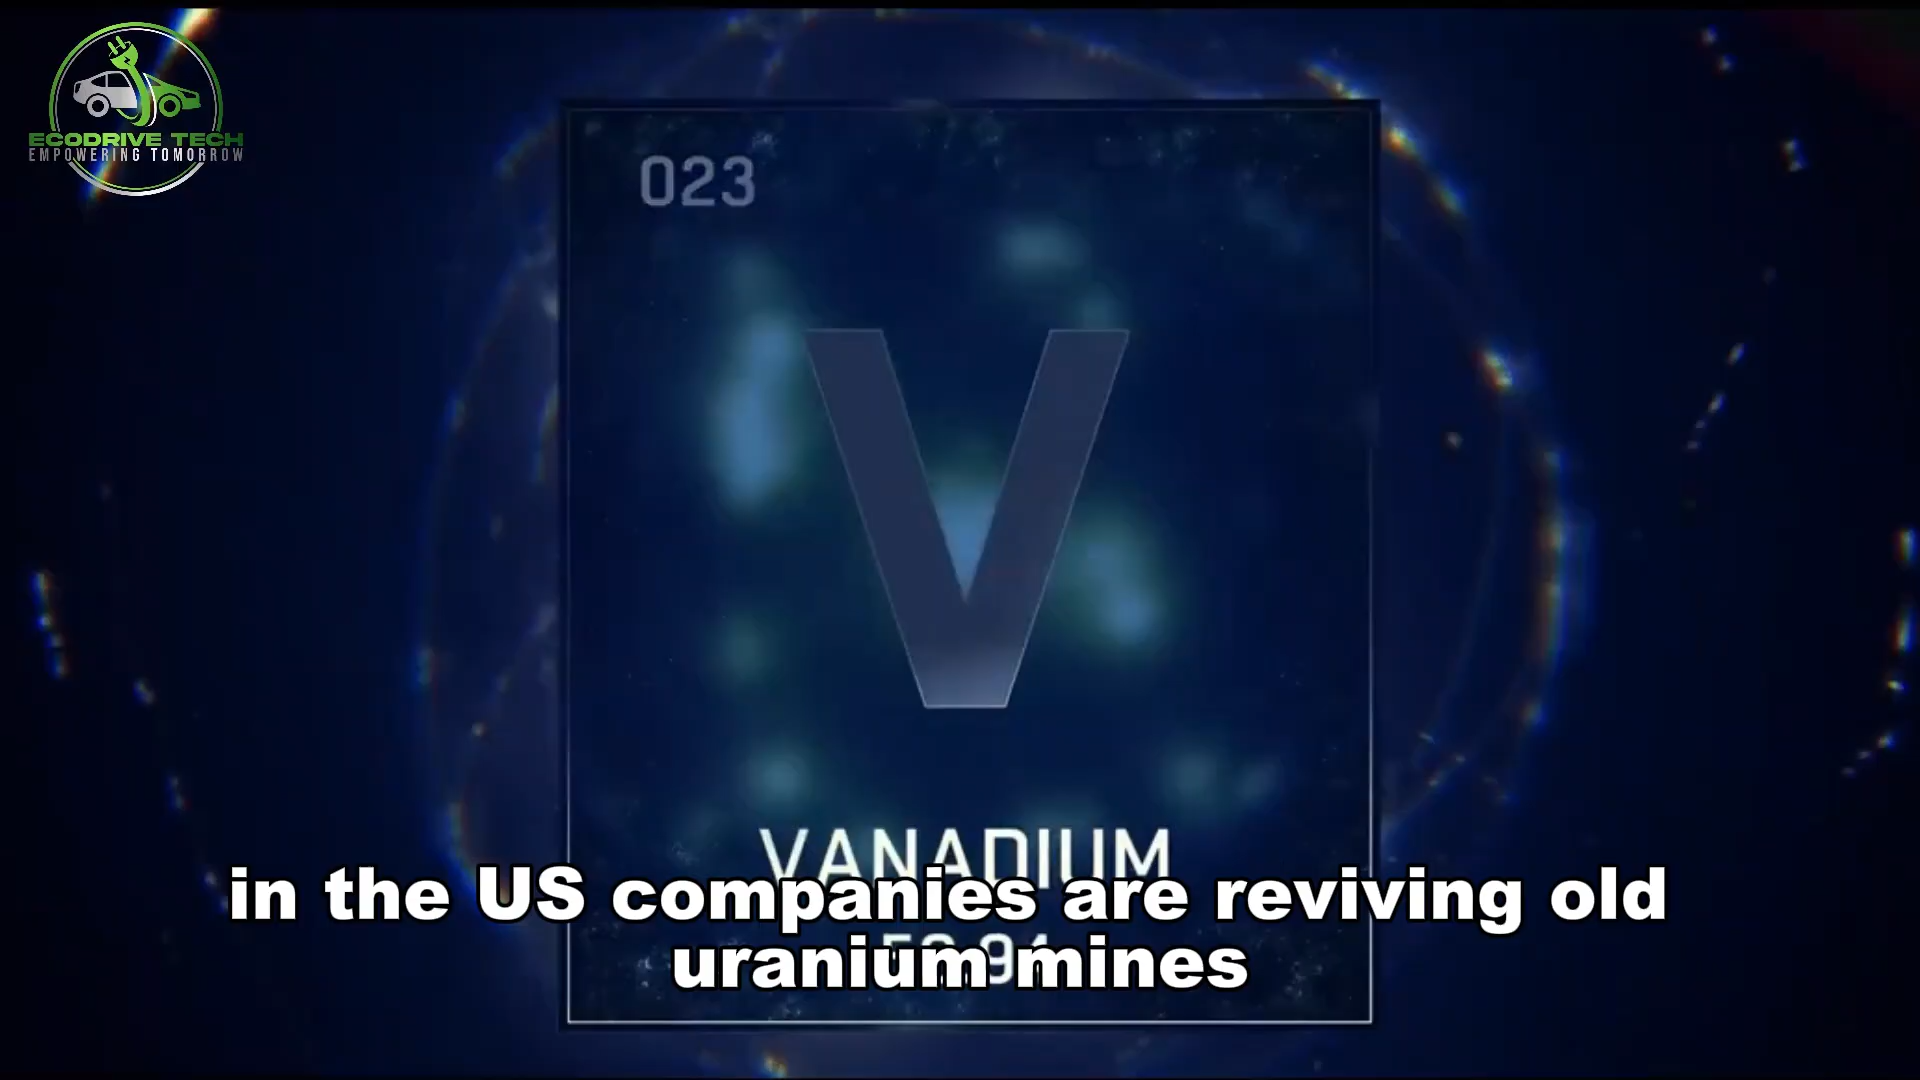 ECODRIVE TECH
EMPOWERING TOMORROW
023
V
VANADIUM
in the US companies are reviving old
uranium mines